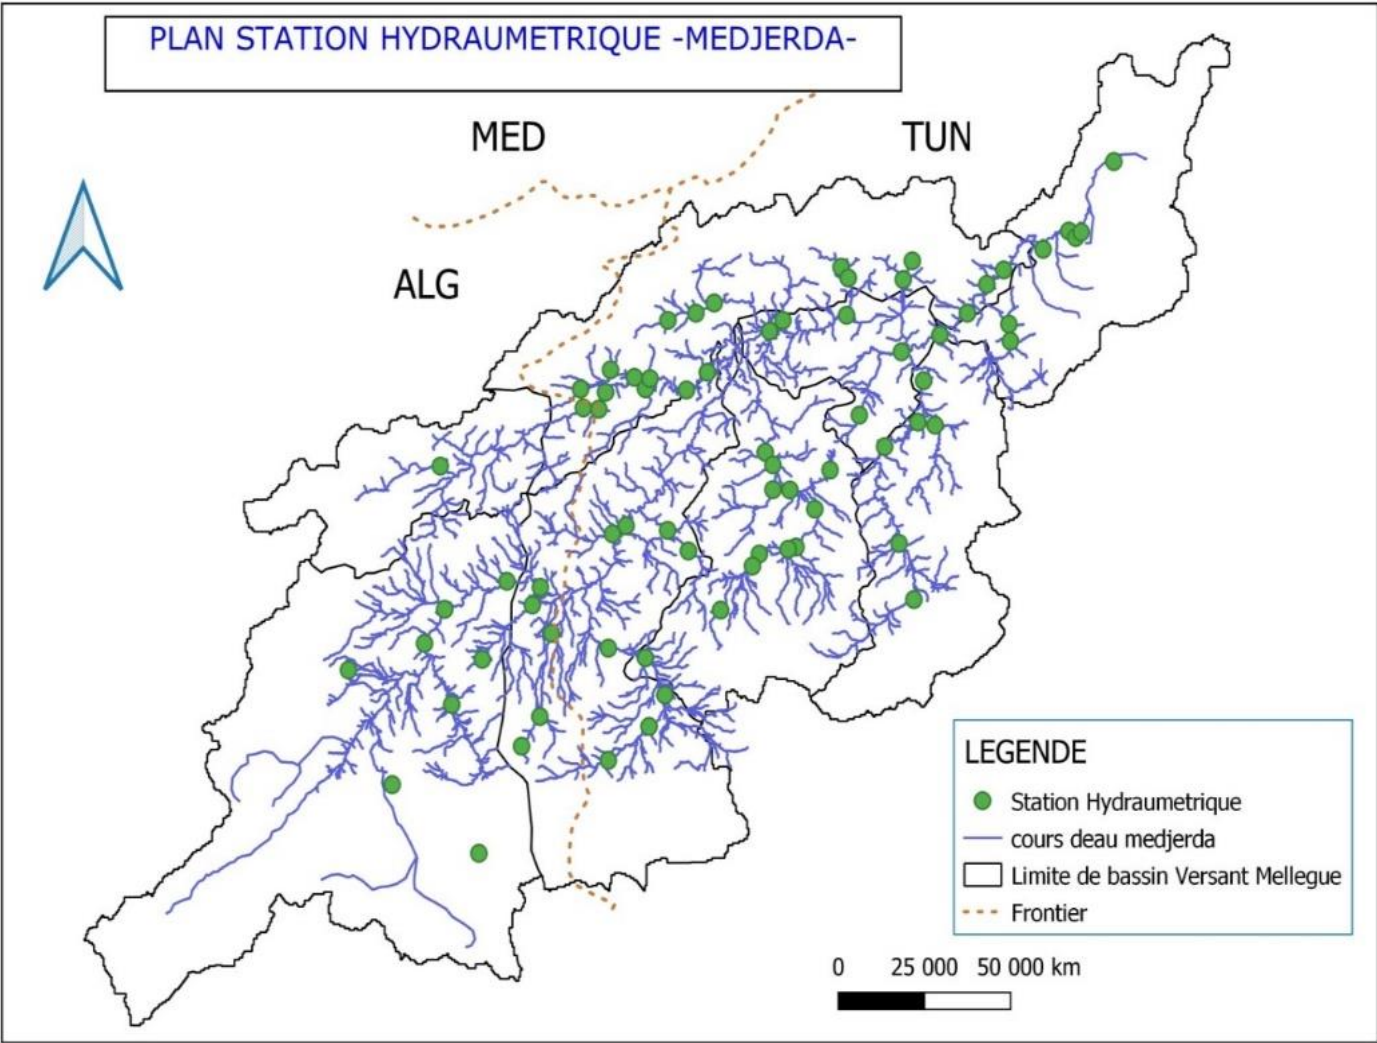 PLAN STATION HYDRAUMETRIQUE -MEDJERDA-
MED
TUN
ALG
LEGENDE
Station Hydraumetrique
cours deau medjerda
Limite de bassin Versant Mellegue
Frontier
0 25 000 50 000 km